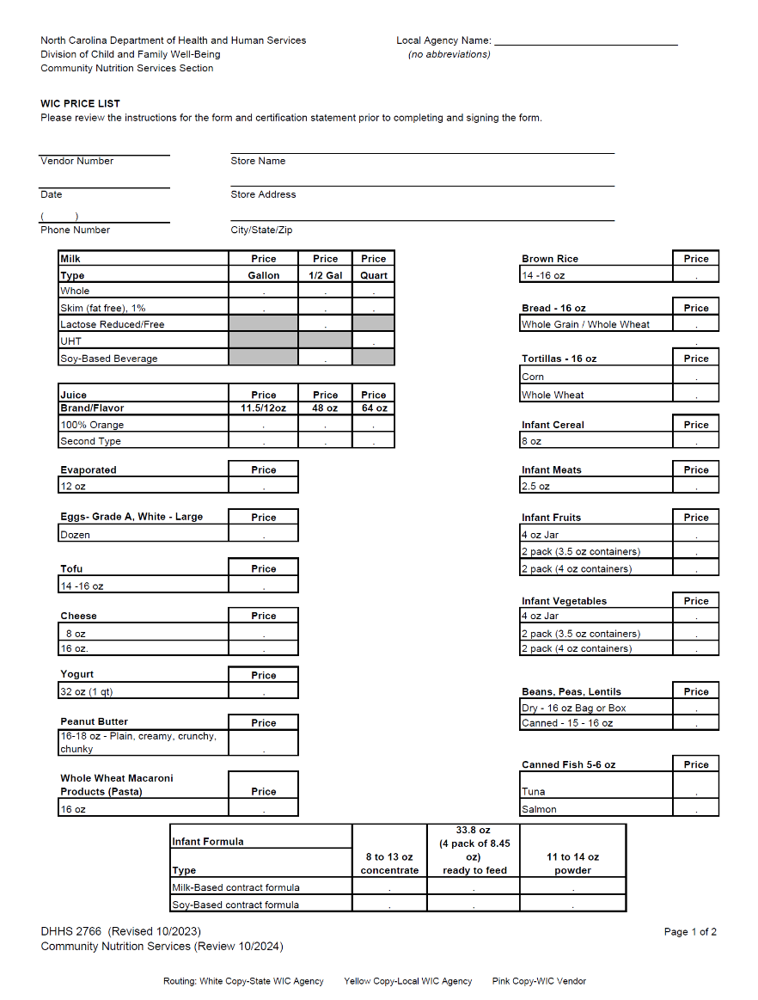 North Carolina Department of Health and Human Services
Local Agency Name:
Division of Child and Family Well-Being
(no abbreviations)
Community Nutrition Services Section
WIC PRICE LIST
Please review the instructions for the form and certification statement prior to completing and signing the form.
Vendor Number
Store Name
Date
Store Address
( )
Phone Number
City/State/Zip
Milk Price Price Price
Type Gallon 1/2 Gal Quart
Whole . . .
Skim (fat free), 1% . . .
Lactose Reduced/Free .
UHT .
Soy-Based Beverage .
Juice Price Price Price
Brand/Flavor 11.5/12oz 48 oz 64 oz
100% Orange . . .
Second Type . . .
Evaporated Price
12 oz .
Eggs- Grade A, White - Large Price
Dozen .
Tofu Price
14 -16 oz .
Cheese Price
8 oz .
16 oz. .
Yogurt Price
32 oz (1 qt) .
Peanut Butter Price
16-18 oz - Plain, creamy, crunchy,
chunky .
Whole Wheat Macaroni
Products (Pasta) Price
16 oz .
Brown Rice Price
14 -16 oz .
Bread - 16 oz Price
Whole Grain / Whole Wheat .
.
Tortillas - 16 oz Price
Corn .
Whole Wheat .
Infant Cereal Price
8 oz .
Infant Meats Price
2.5 oz .
Infant Fruits Price
4 oz Jar .
2 pack (3.5 oz containers) .
2 pack (4 oz containers) .
Infant Vegetables Price
4 oz Jar .
2 pack (3.5 oz containers) .
2 pack (4 oz containers) .
Beans, Peas, Lentils Price
Dry - 16 oz Bag or Box .
Canned - 15 - 16 oz .
Canned Fish 5-6 oz Price
Tuna .
Salmon .
Infant Formula
Type
8 to 13 oz
concentrate
33.8 oz
(4 pack of 8.45
oz)
ready to feed
11 to 14 oz
powder
Milk-Based contract formula . . .
Soy-Based contract formula . . .
DHHS 2766 (Revised 10/2023)
Page 1 of 2
Community Nutrition Services (Review 10/2024)
Routing: White Copy-State WIC Agency Yellow Copy-Local WIC Agency Pink Copy-WIC Vendor